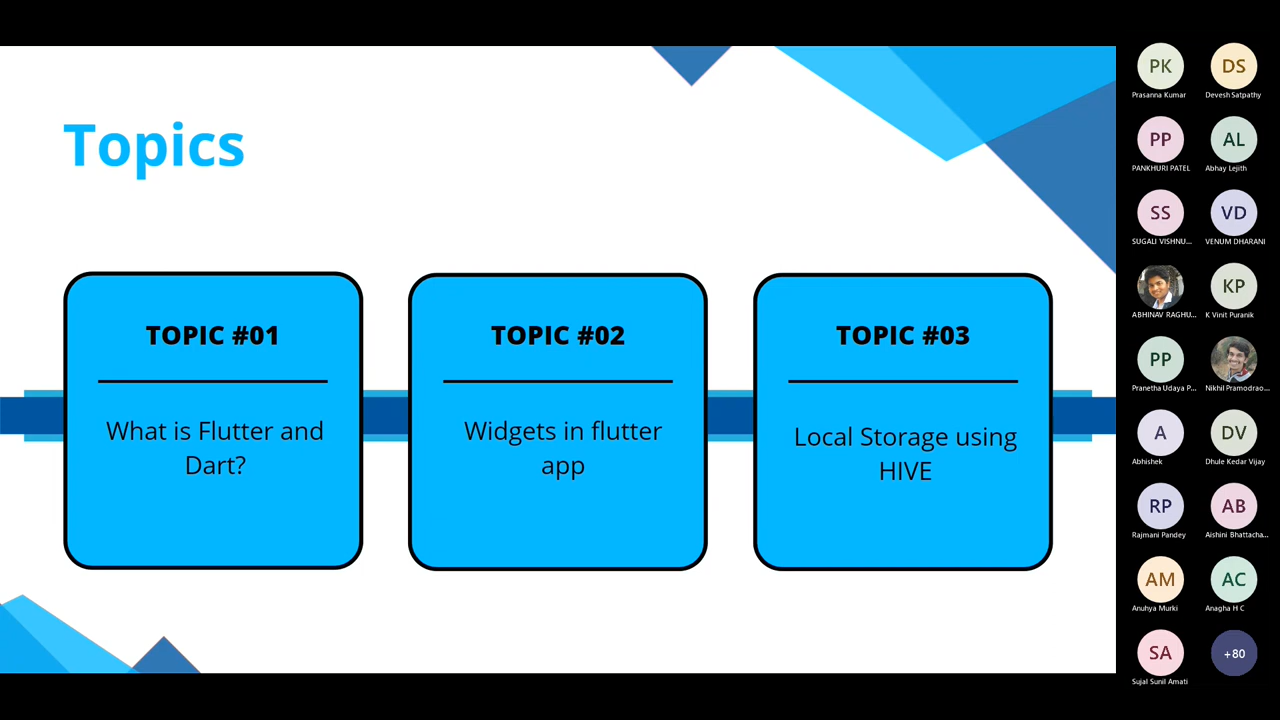 Topics
TOPIC #01
What is Flutter and
Dart?
TOPIC #02
Widgets in flutter
app
TOPIC #03
Local Storage using
HIVE
PK
Prasanna Kumar
DS
Devesh Satpathy
PP
PANKHURI PATEL
AL
Abhay Lejith
SS
SUGALI VISHNU...
VD
VENUM DHARANI
ABHINAV RAGHU...
KP
K Vinit Puranik
PP
Pranetha Udaya P...
Nikhil Pramodrao...
A
Abhishek
DV
Dhule Kedar Vijay
RP
Rajmani Pandey
AB
Aishini Bhattacha...
AM
Anuhya Murki
AC
Anagha H C
SA
Sujal Sunil Amati
+80